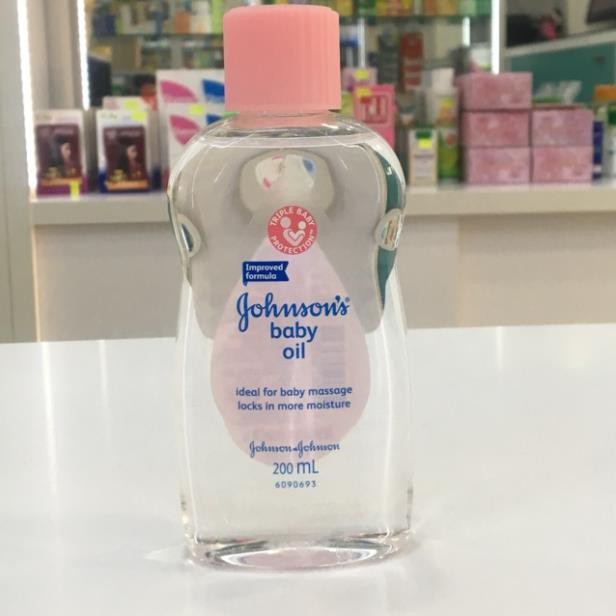 TRIPLE BABY
PROTECTION™
Improved
formula
Johnson's®
baby
oil
ideal for baby massage
locks in more moisture
Johnson & Johnson
200 mL
6090693